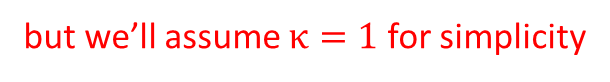 but we’ll assume κ = 1 for simplicity